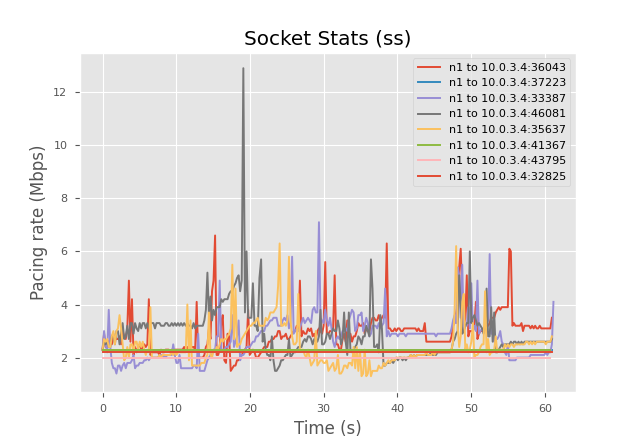 Socket Stats (ss)
n1 to 10.0.3.4:36043
n1 to 10.0.3.4:37223
n1 to 10.0.3.4:33387
n1 to 10.0.3.4:46081
n1 to 10.0.3.4:35637
n1 to 10.0.3.4:41367
n1 to 10.0.3.4:43795
n1 to 10.0.3.4:32825
Pacing rate (Mbps)
12
10
8
6
4
2
0 10 20 30 40 50 60
Time (s)